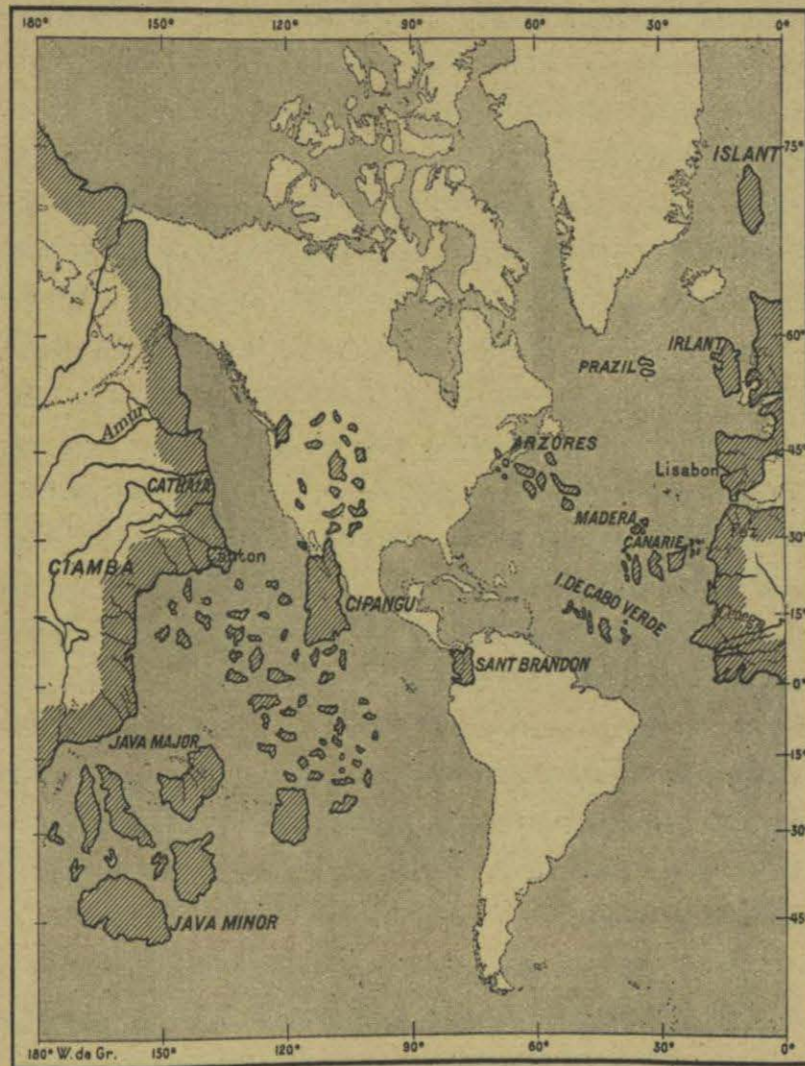 180° 150° 120° 90° 60° 30° 0°
75°
ISLANT
60°
IRLANT
PRAZIL
45°
ARZORES
Amur
Lisabon
CATHAIA
MADERA
30°
Fez
CANARIE
Canton
CIAMBA
CIPANGU
I. DE CABO VERDE
15°
SANT BRANDON
0°
JAVA MAJOR
15°
30°
45°
JAVA MINOR
180° W. de Gr. 150° 120° 90° 60° 30° 0°